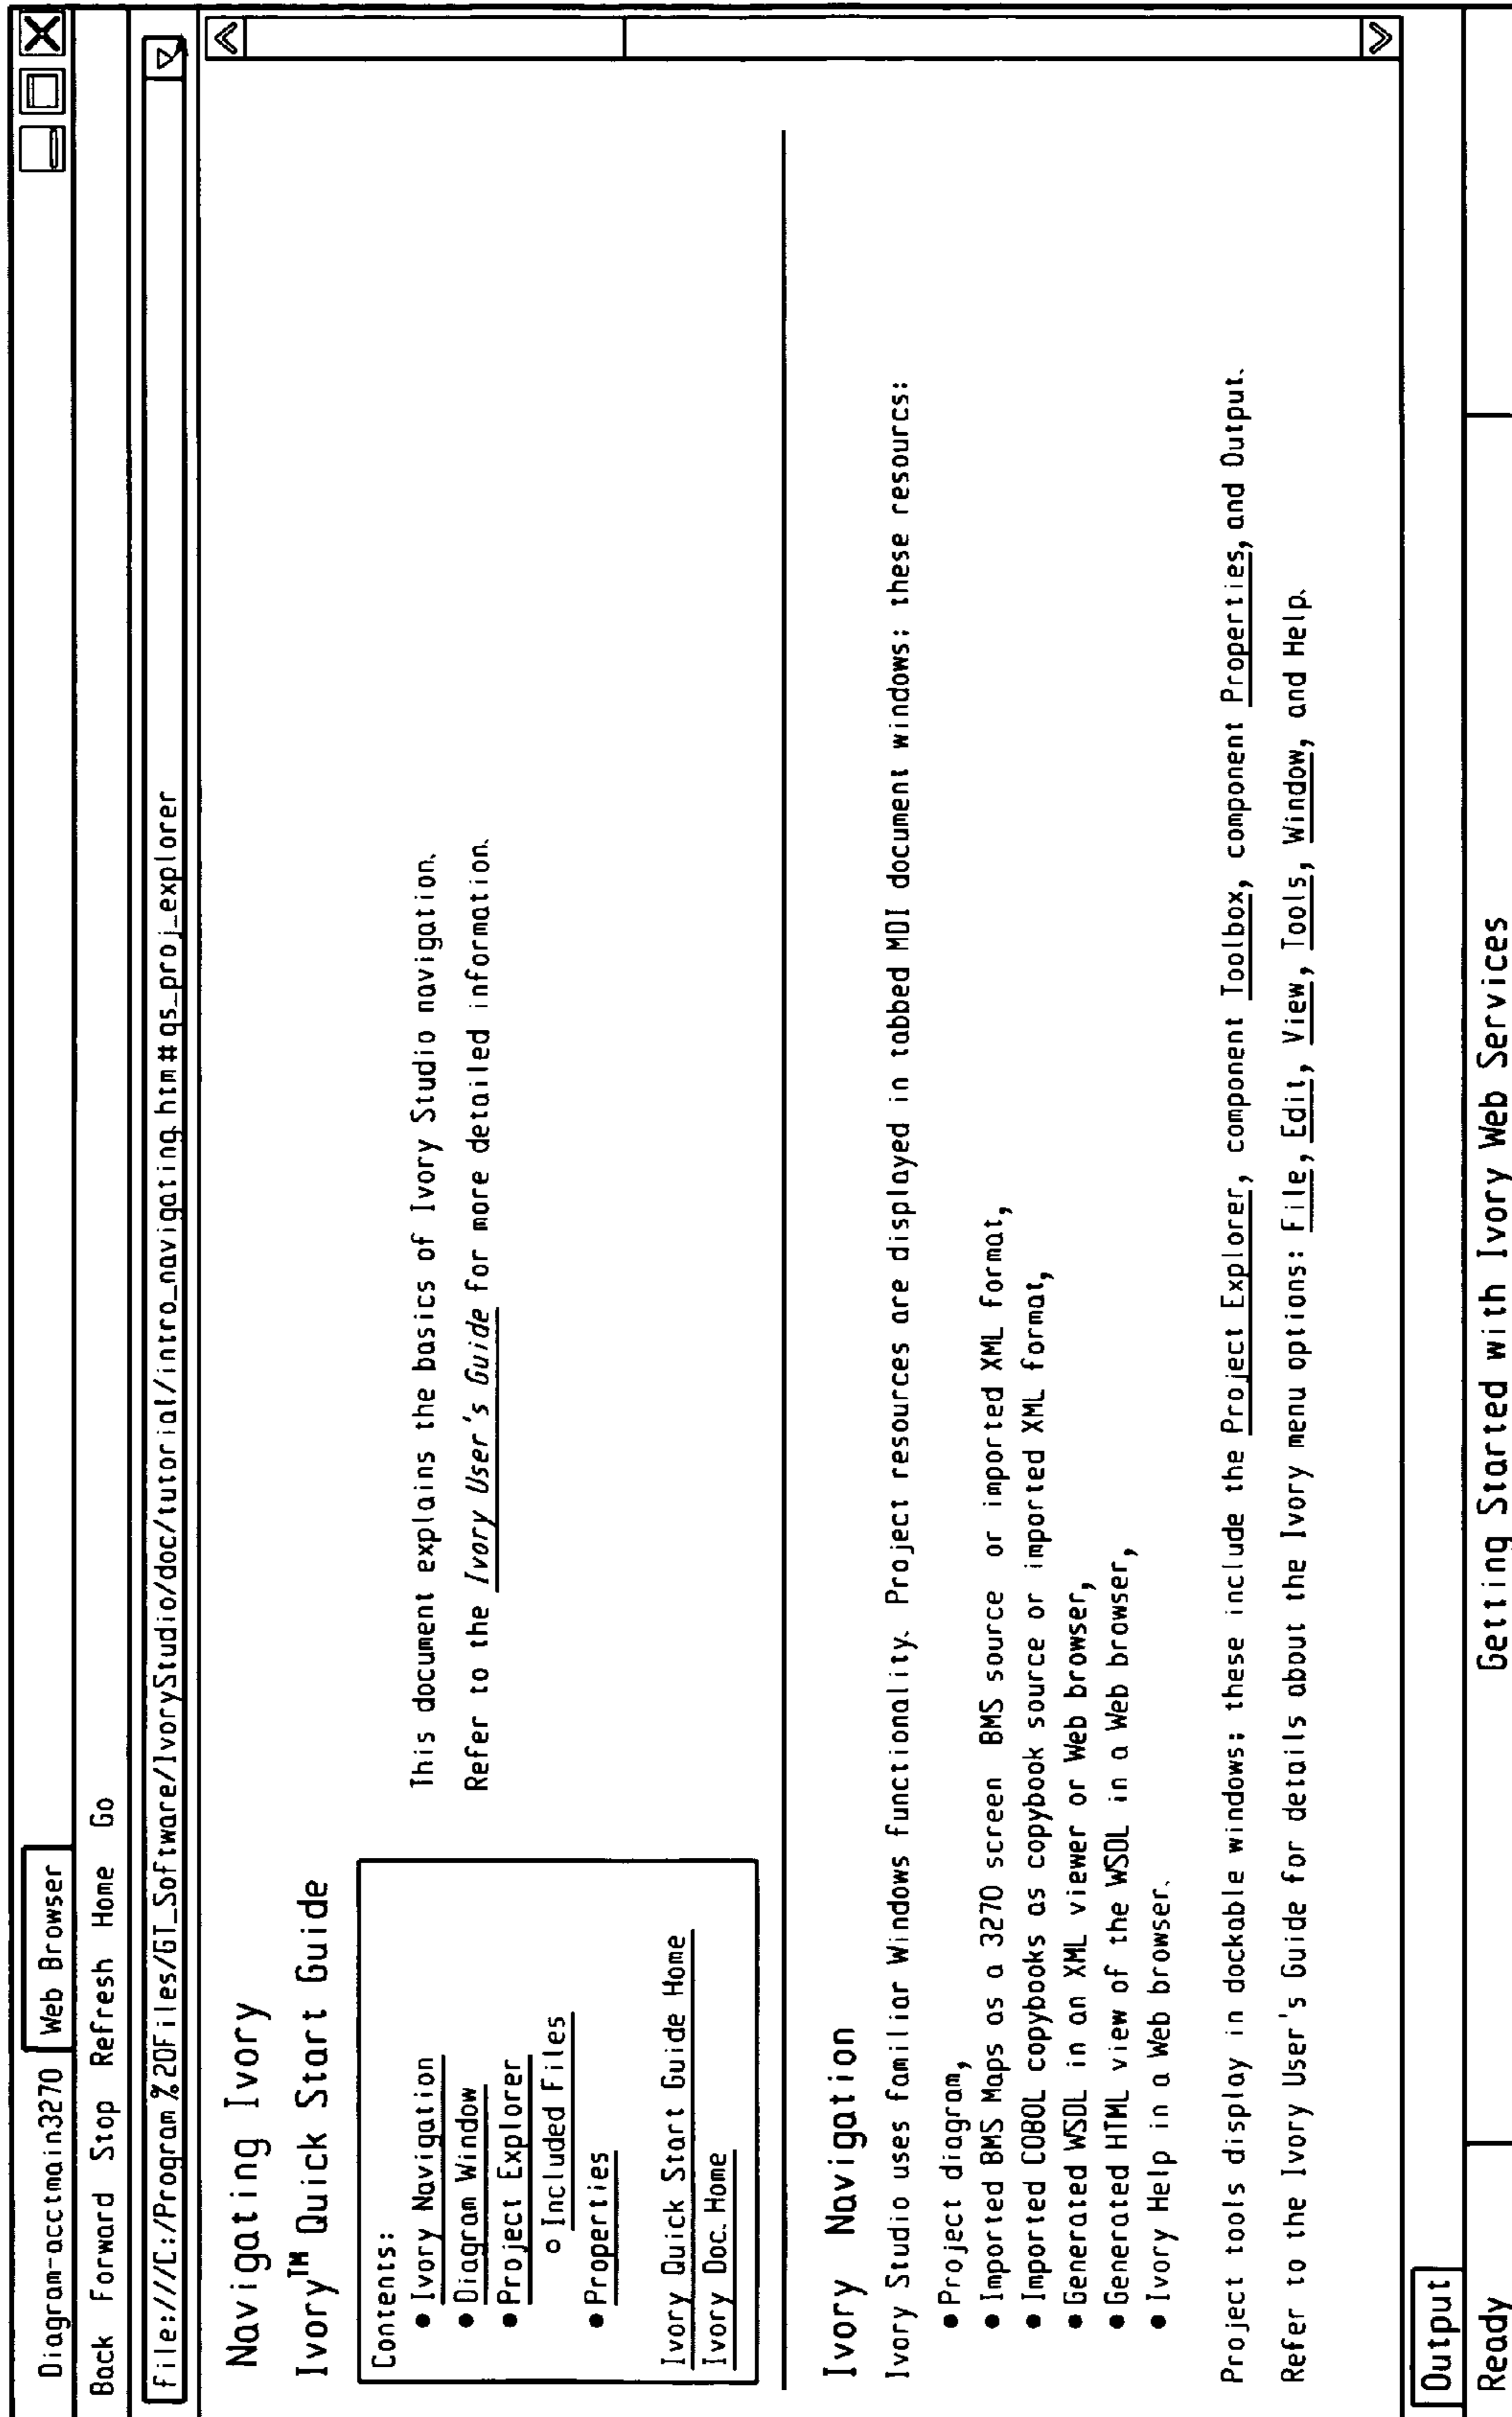 Diagram-acctmain3270 Web Browser
Back Forward Stop Refresh Home Go
file:///C:/Program%20Files/GT_Software/IvoryStudio/doc/tutorial/intro_navigating.htm#qs_proj_explorer
Navigating Ivory
Ivory™ Quick Start Guide
Contents:
● Ivory Navigation
● Diagram Window
● Project Explorer
○ Included Files
● Properties
Ivory Quick Start Guide Home
Ivory Doc. Home
This document explains the basics of Ivory Studio navigation.
Refer to the Ivory User's Guide for more detailed information.
Ivory Navigation
Ivory Studio uses familiar Windows functionality. Project resources are displayed in tabbed MDI document windows: these resourcs:
● Project diagram,
● Imported BMS Maps as a 3270 screen BMS source or imported XML format,
● Imported COBOL copybooks as copybook source or imported XML format,
● Generated WSDL in an XML viewer or Web browser,
● Generated HTML view of the WSDL in a Web browser,
● Ivory Help in a Web browser.
Project tools display in dockable windows: these include the Project Explorer, component Toolbox, component Properties, and Output.
Refer to the Ivory User's Guide for details about the Ivory menu options: File, Edit, View, Tools, Window, and Help.
Output
Ready
Getting Started with Ivory Web Services